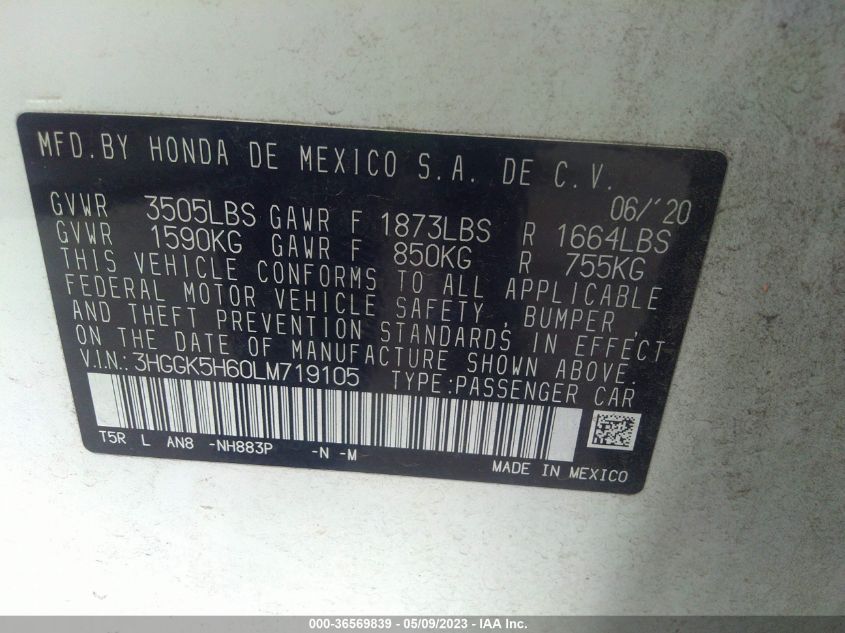 MFD.BY HONDA DE MEXICO S.A. DE C.V.
06/'20
GVWR 3505LBS GAWR F 1873LBS R 1664LBS
GVWR 1590KG GAWR F 850KG R 755KG
THIS VEHICLE CONFORMS TO ALL APPLICABLE
FEDERAL MOTOR VEHICLE SAFETY, BUMPER,
AND THEFT PREVENTION STANDARDS IN EFFECT
ON THE DATE OF MANUFACTURE SHOWN ABOVE.
V.I.N.: 3HGGK5H60LM719105 TYPE:PASSENGER CAR
T5R L AN8 -NH883P -N -M
MADE IN MEXICO
000-36569839 - 05/09/2023 - IAA Inc.